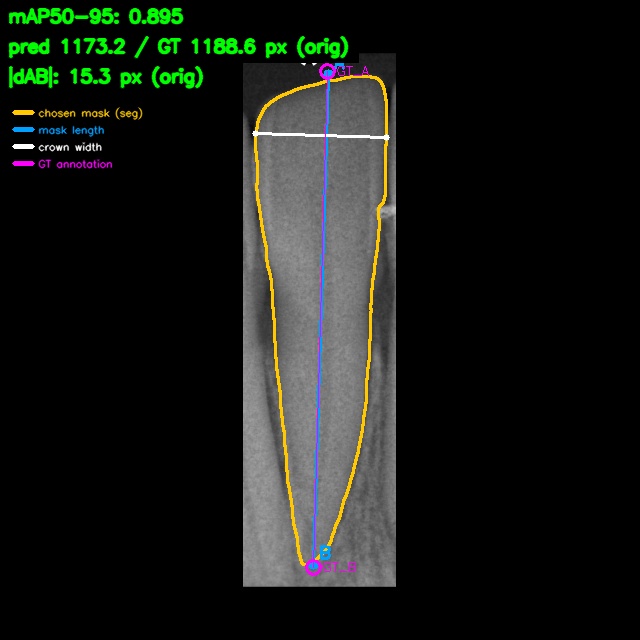 mAP50-95: 0.895
pred 1173.2 / GT 1188.6 px (orig)
|dAB|: 15.3 px (orig)
chosen mask (seg)
mask length
crown width
GT annotation
GT_A
B